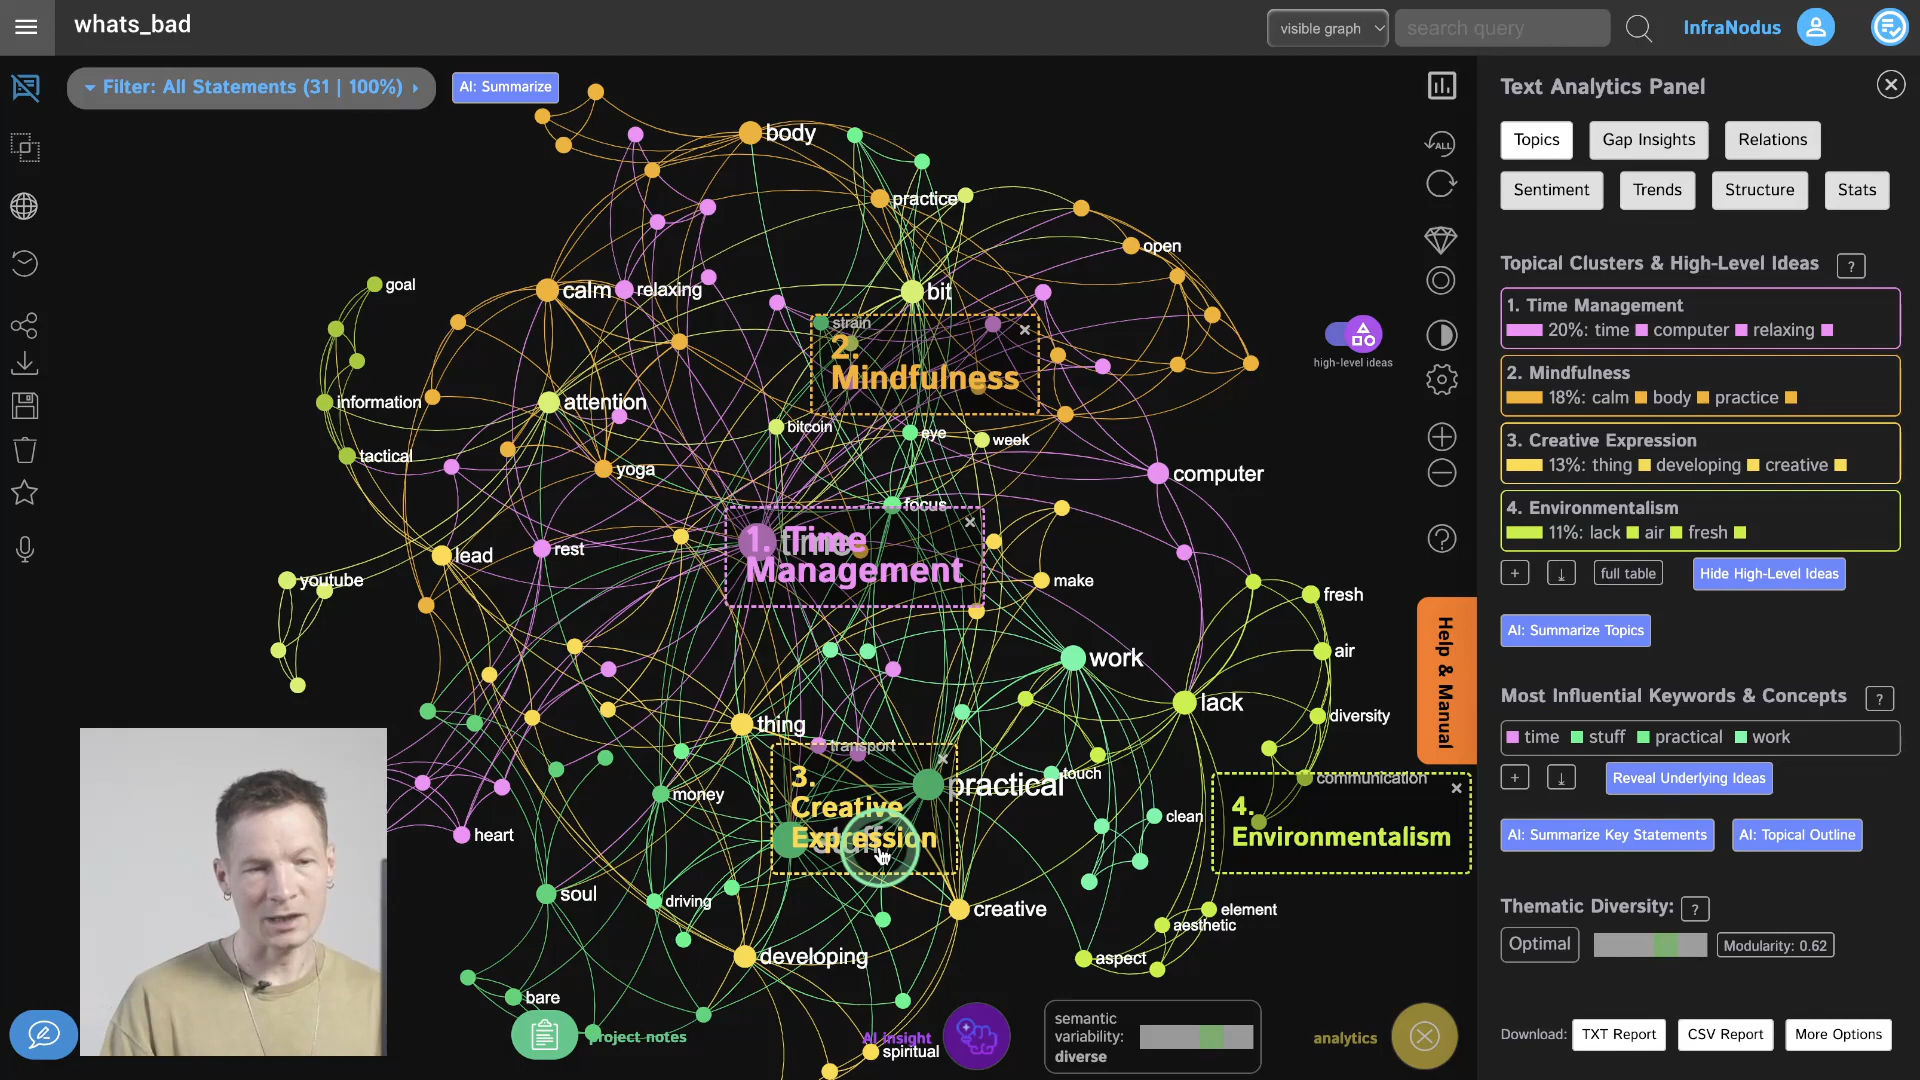 whats_bad
visible graph
search query
InfraNodus
Filter: All Statements (31 | 100%)
AI: Summarize
ALL
body
practice
open
goal
calm
relaxing
bit
strain
2.
Mindfulness
high-level ideas
information
attention
bitcoin
eye
week
tactical
yoga
computer
focus
lead
rest
1. Time
time
Management
youtube
make
fresh
air
work
lack
diversity
thing
transport
3.
Creative
Expression
practical
touch
communication
money
clean
4.
Environmentalism
heart
stuff
soul
driving
creative
element
aesthetic
developing
aspect
bare
project notes
AI insight
spiritual
semantic
variability:
diverse
analytics
Help & Manual
Text Analytics Panel
Topics
Gap Insights
Relations
Sentiment
Trends
Structure
Stats
Topical Clusters & High-Level Ideas ?
1. Time Management
20%: time computer relaxing
2. Mindfulness
18%: calm body practice
3. Creative Expression
13%: thing developing creative
4. Environmentalism
11%: lack air fresh
full table
Hide High-Level Ideas
AI: Summarize Topics
Most Influential Keywords & Concepts ?
time stuff practical work
Reveal Underlying Ideas
AI: Summarize Key Statements
AI: Topical Outline
Thematic Diversity: ?
Optimal
Modularity: 0.62
Download:
TXT Report
CSV Report
More Options